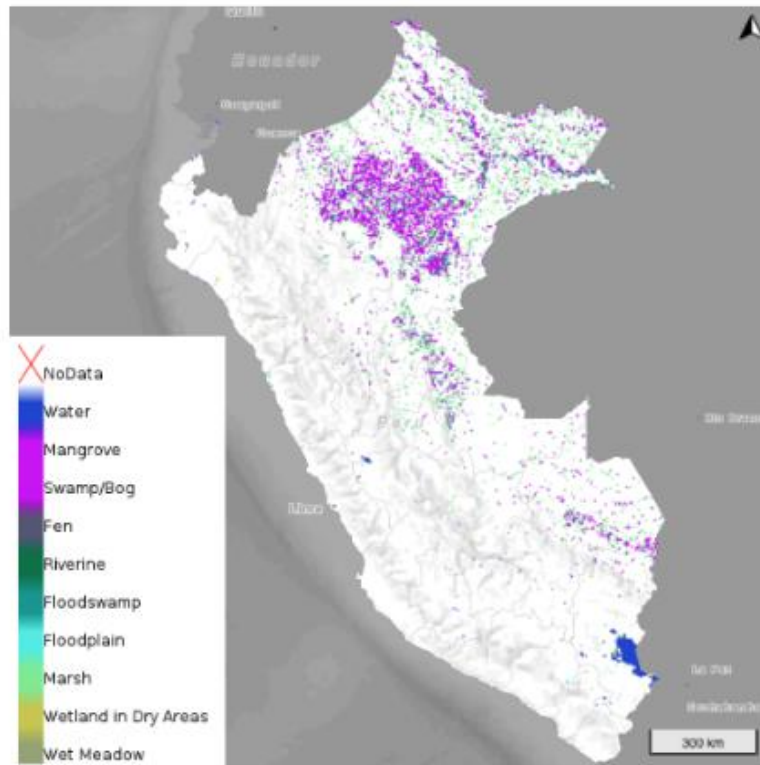 Ecuador
Peru
Lima
NoData
Water
Mangrove
Swamp/Bog
Fen
Riverine
Floodswamp
Floodplain
Marsh
Wetland in Dry Areas
Wet Meadow
300 km